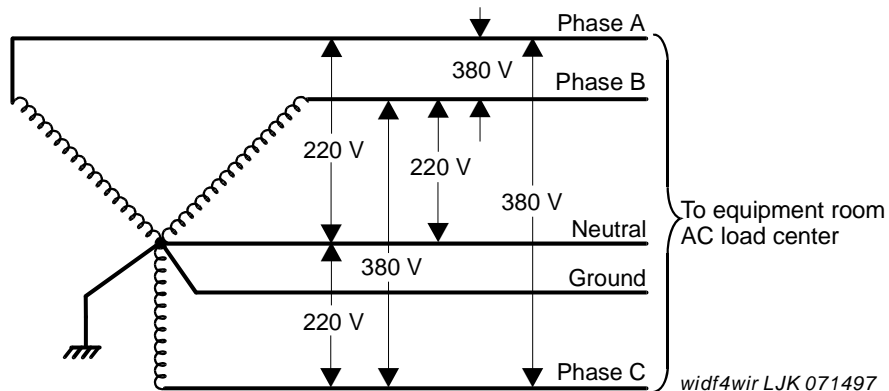 Phase A
380 V
Phase B
220 V
220 V
380 V
To equipment room
AC load center
Neutral
380 V
Ground
220 V
Phase C
widf4wir LJK 071497